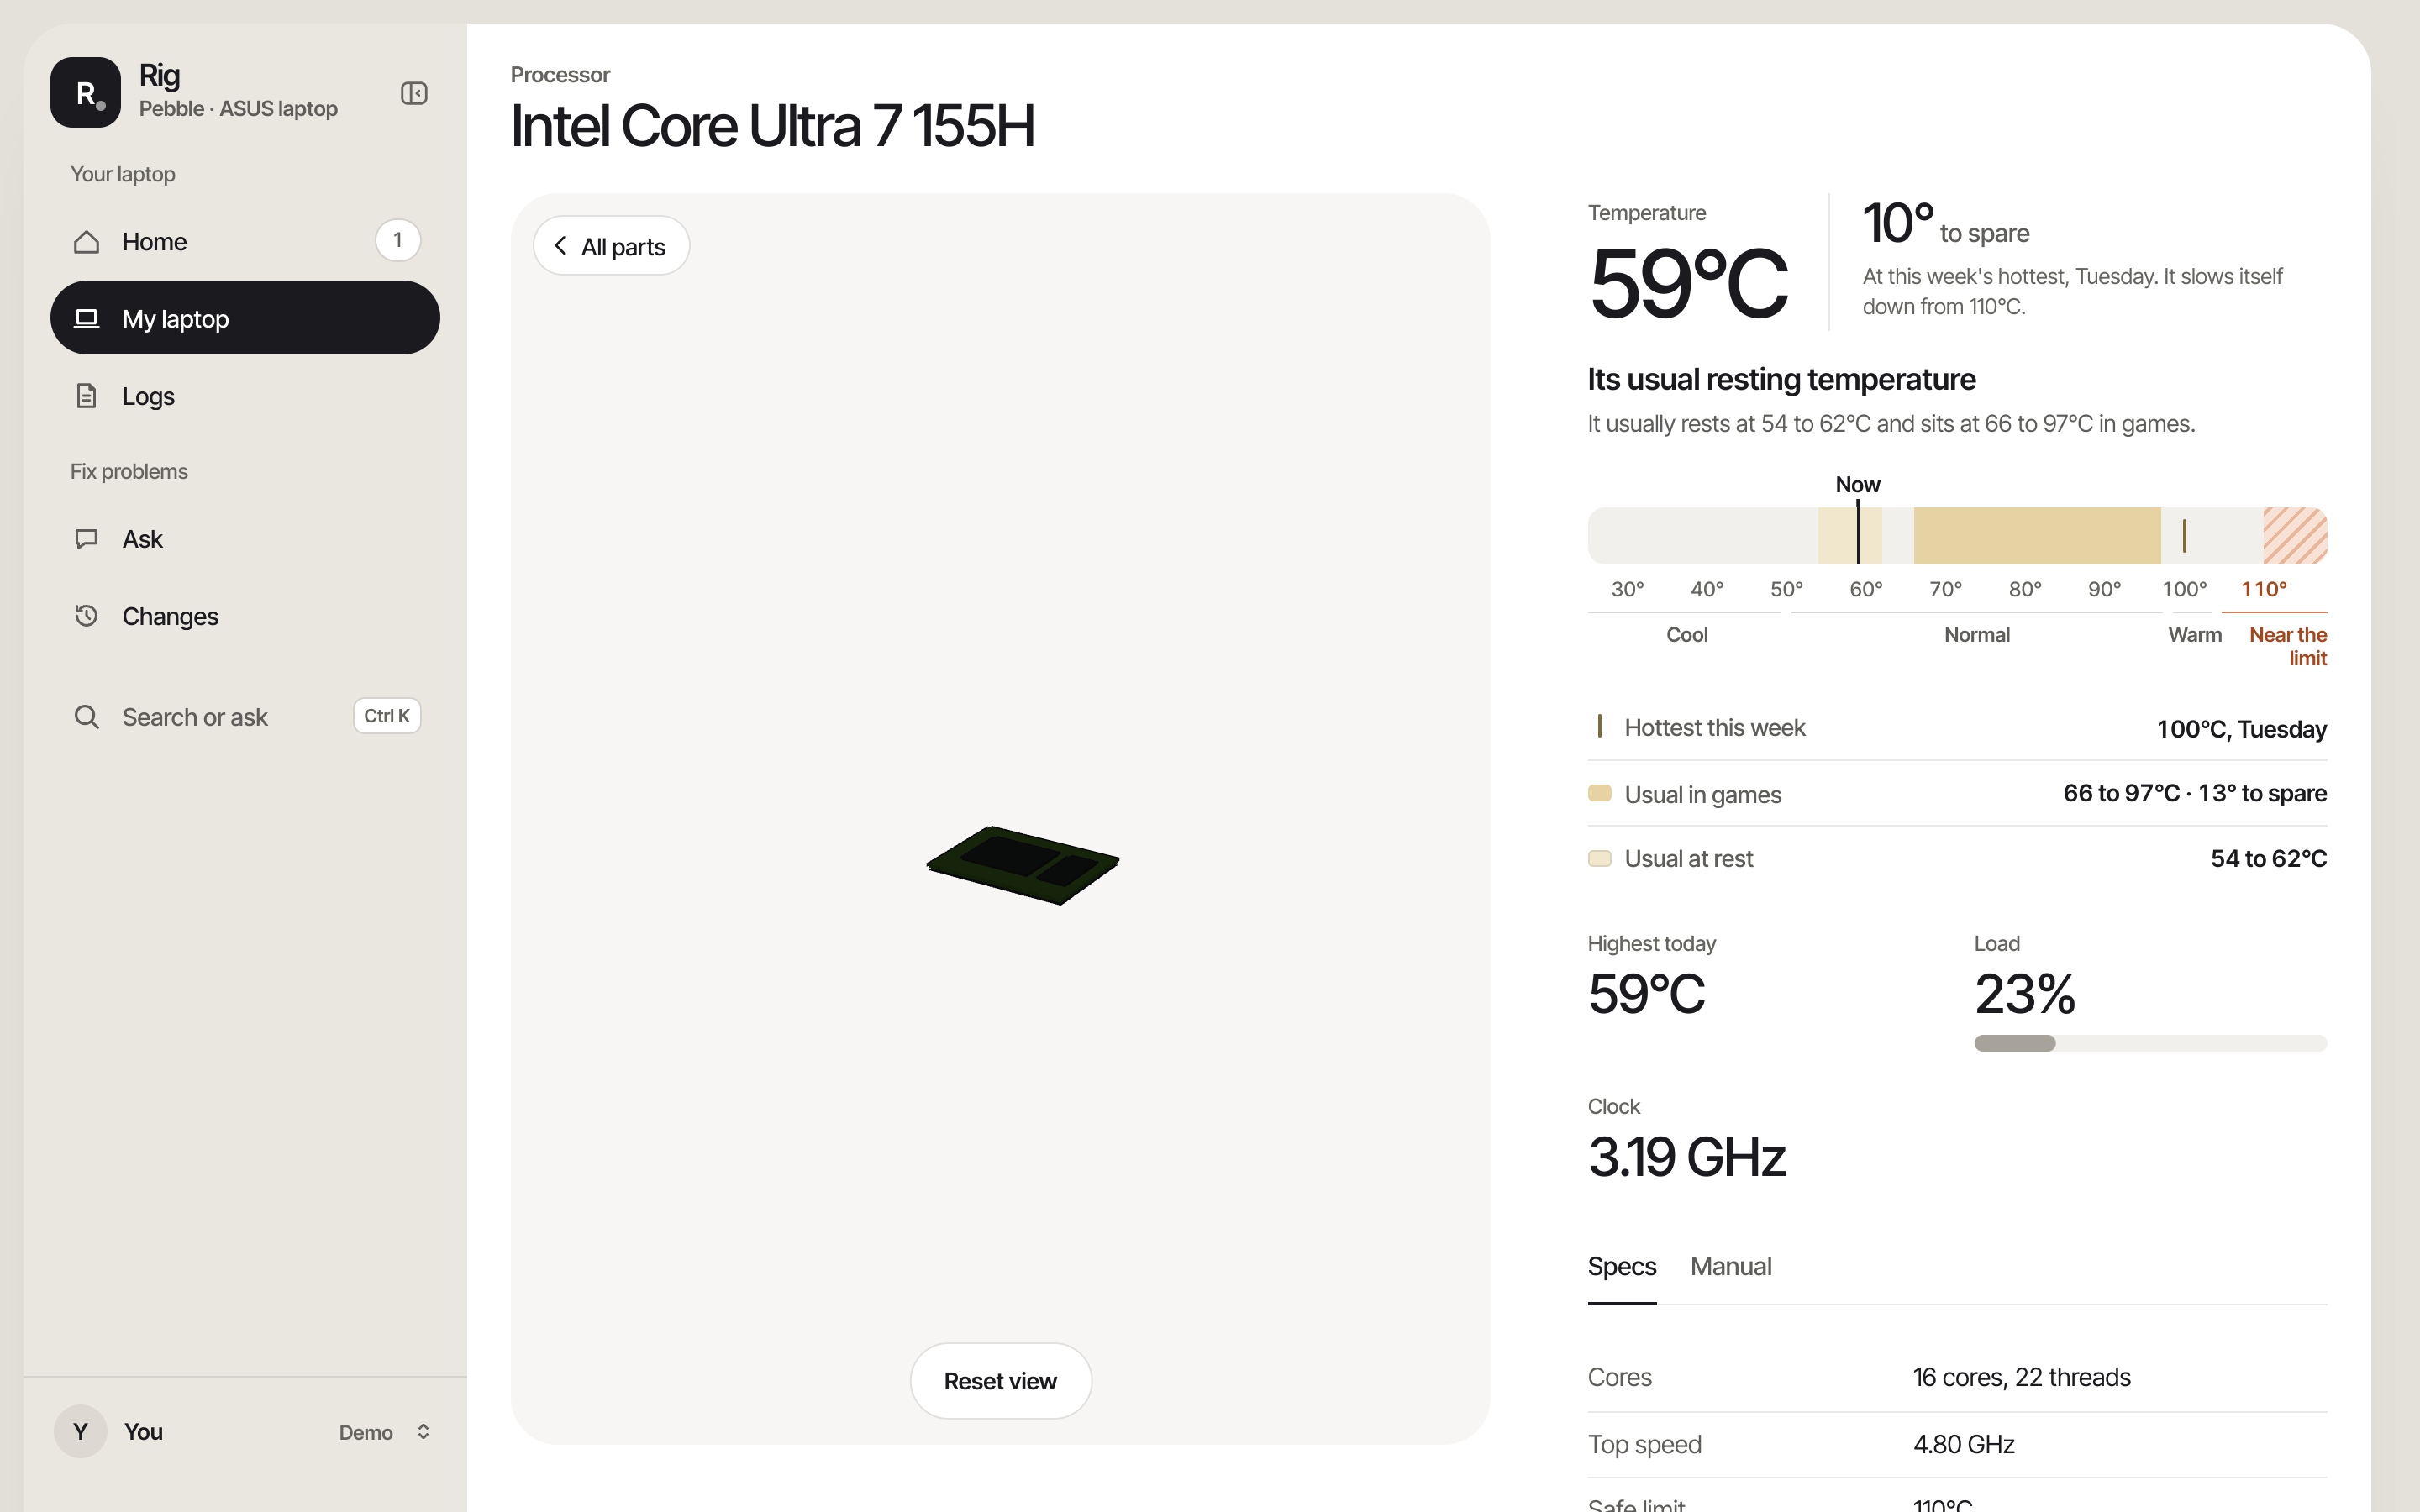 R.
Rig
Pebble · ASUS laptop
Your laptop
Home
1
My laptop
Logs
Fix problems
Ask
Changes
Search or ask
Ctrl K
Y
You
Demo
Processor
Intel Core Ultra 7 155H
All parts
Reset view
Temperature
59°C
10° to spare
At this week's hottest, Tuesday. It slows itself
down from 110°C.
Its usual resting temperature
It usually rests at 54 to 62°C and sits at 66 to 97°C in games.
Now
30° 40° 50° 60° 70° 80° 90° 100° 110°
Cool Normal Warm Near the
limit
Hottest this week 100°C, Tuesday
Usual in games 66 to 97°C · 13° to spare
Usual at rest 54 to 62°C
Highest today
59°C
Load
23%
Clock
3.19 GHz
Specs Manual
Cores 16 cores, 22 threads
Top speed 4.80 GHz
Safe limit 110°C